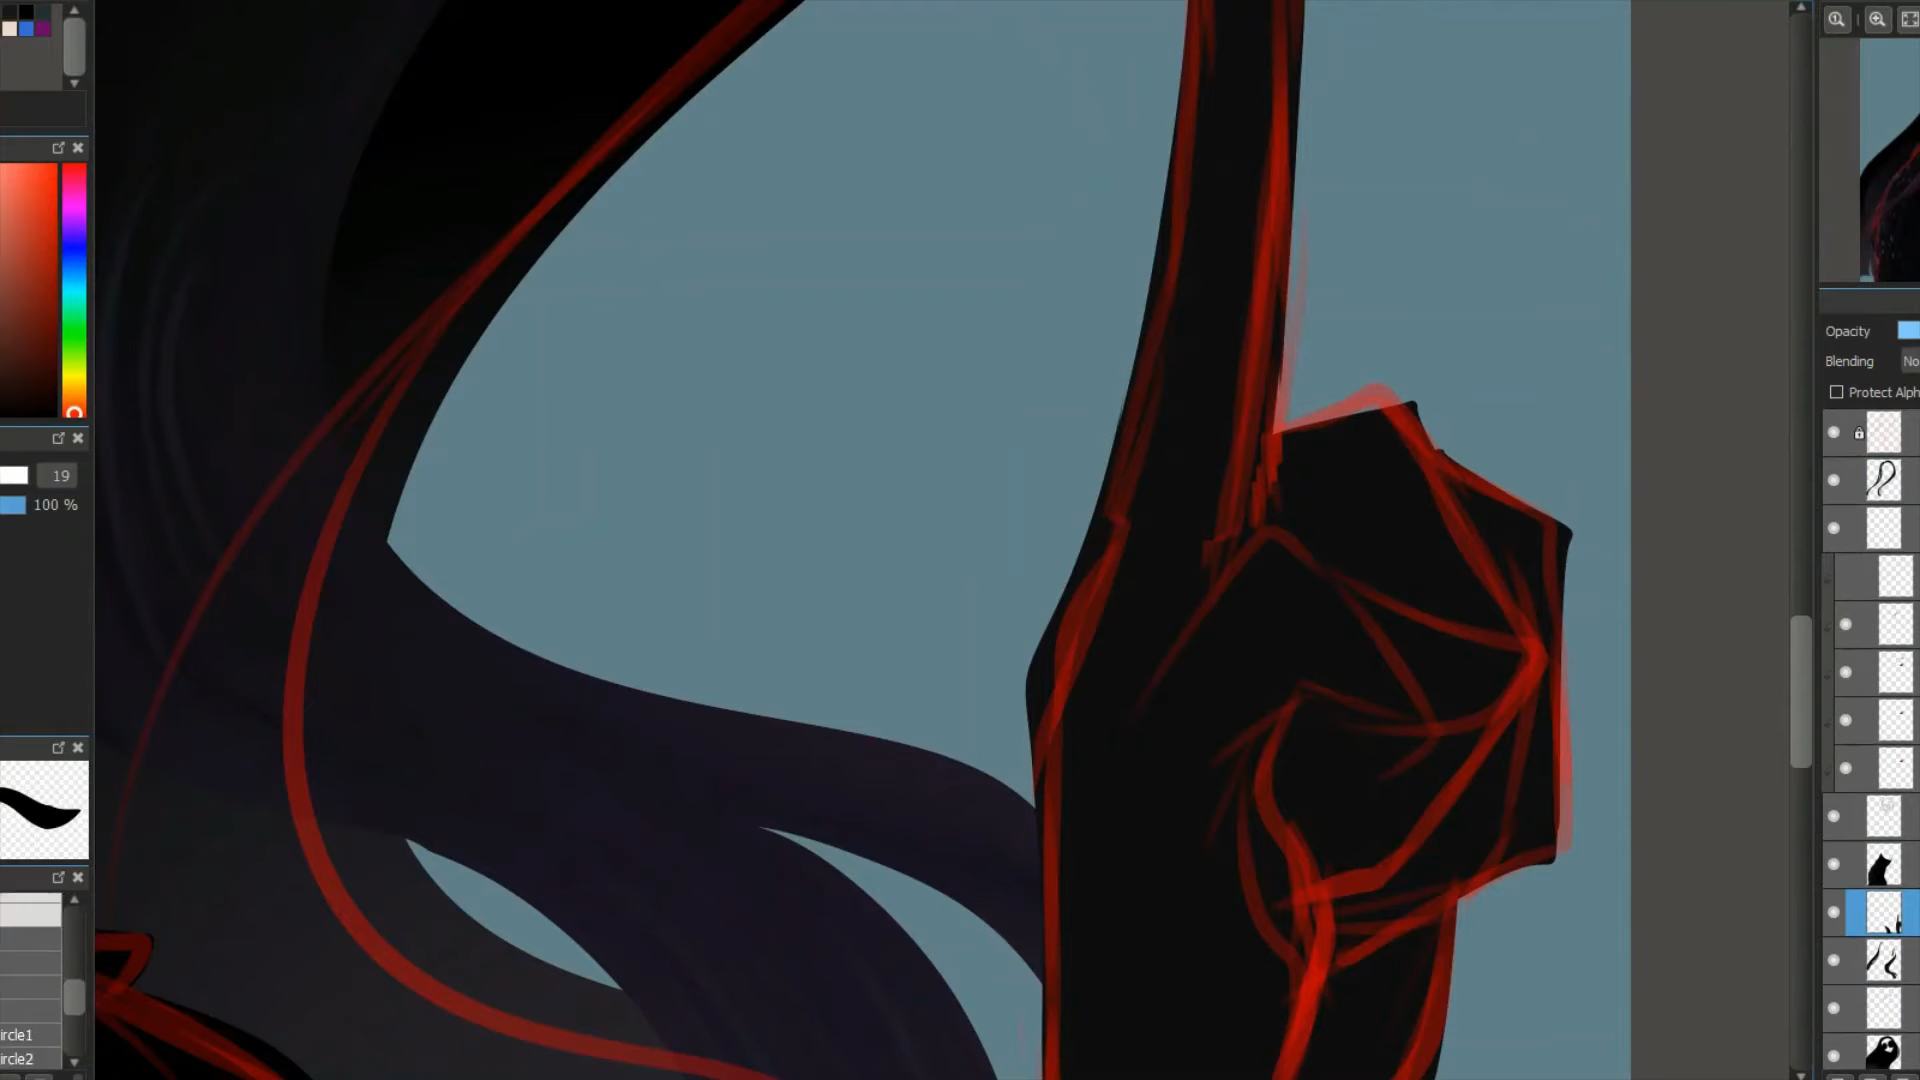 Opacity
Blending No
Protect Alph
19
100 %
ircle1
ircle2